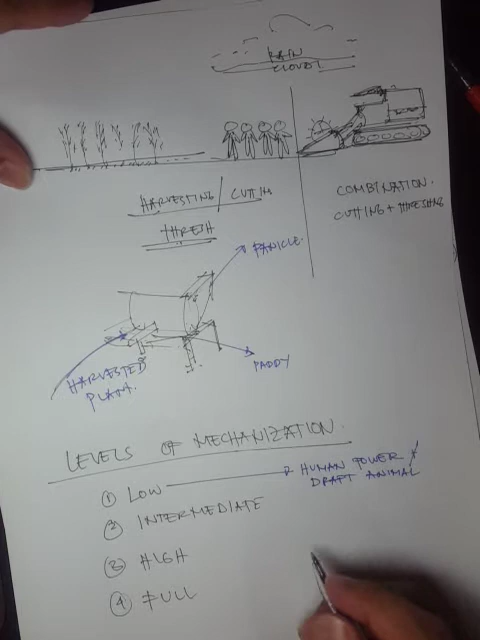 RAIN
CLOUDS
HARVESTING / CUTTING
THRESH
COMBINATION.
CUTTING + THRESHING
PANICLE.
HARVESTED
PLANT.
PADDY
LEVELS OF MECHANIZATION.
① LOW
HUMAN POWER &
DRAFT ANIMAL
② INTERMEDIATE
③ HIGH
④ FULL